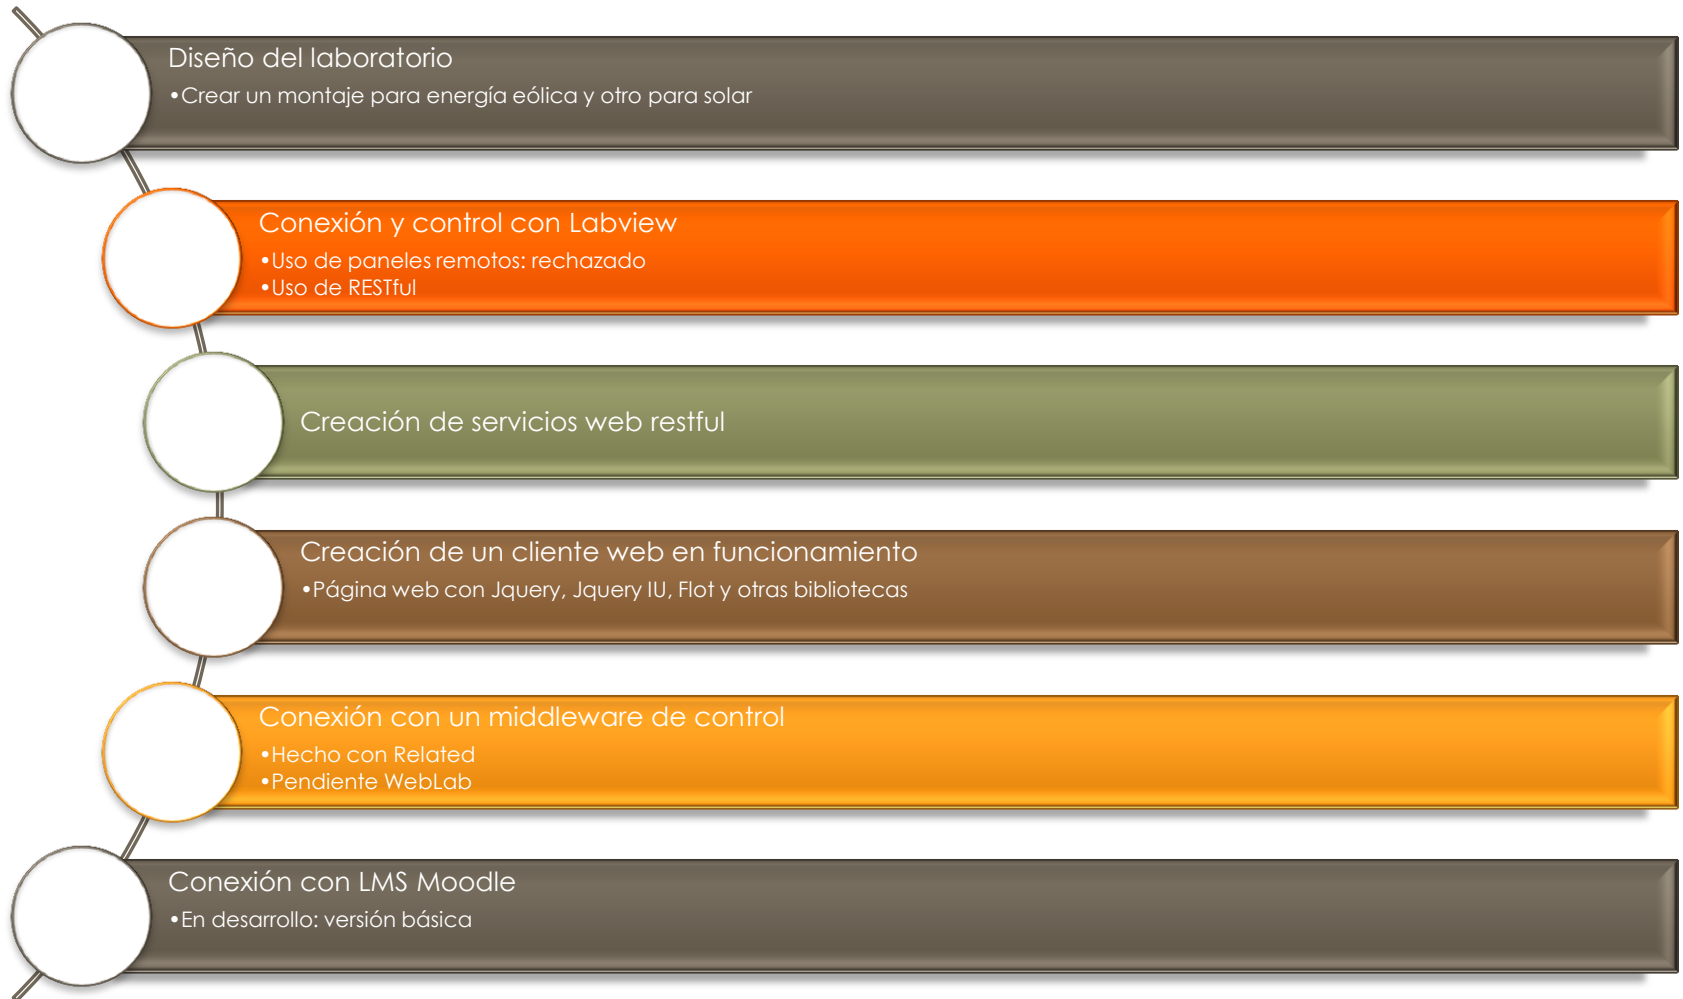 Diseño del laboratorio
•Crear un montaje para energía eólica y otro para solar
Conexión y control con Labview
•Uso de paneles remotos: rechazado
•Uso de RESTful
Creación de servicios web restful
Creación de un cliente web en funcionamiento
•Página web con Jquery, Jquery IU, Flot y otras bibliotecas
Conexión con un middleware de control
•Hecho con Related
•Pendiente WebLab
Conexión con LMS Moodle
•En desarrollo: versión básica